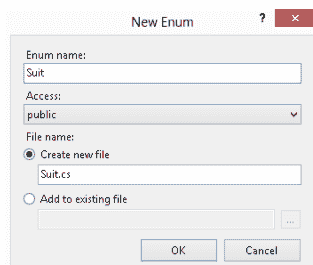 New Enum
?
Enum name:
Suit
Access:
public
File name:
Create new file
Suit.cs
Add to existing file
...
OK Cancel